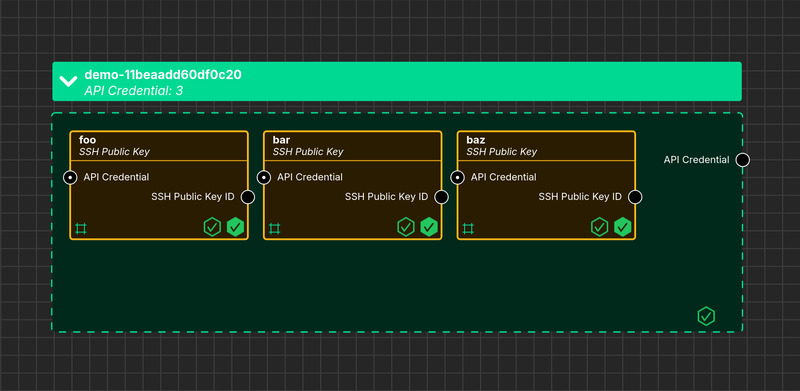 demo-11beaadd60df0c20
API Credential: 3
foo
SSH Public Key
API Credential
SSH Public Key ID
bar
SSH Public Key
API Credential
SSH Public Key ID
baz
SSH Public Key
API Credential
SSH Public Key ID
API Credential